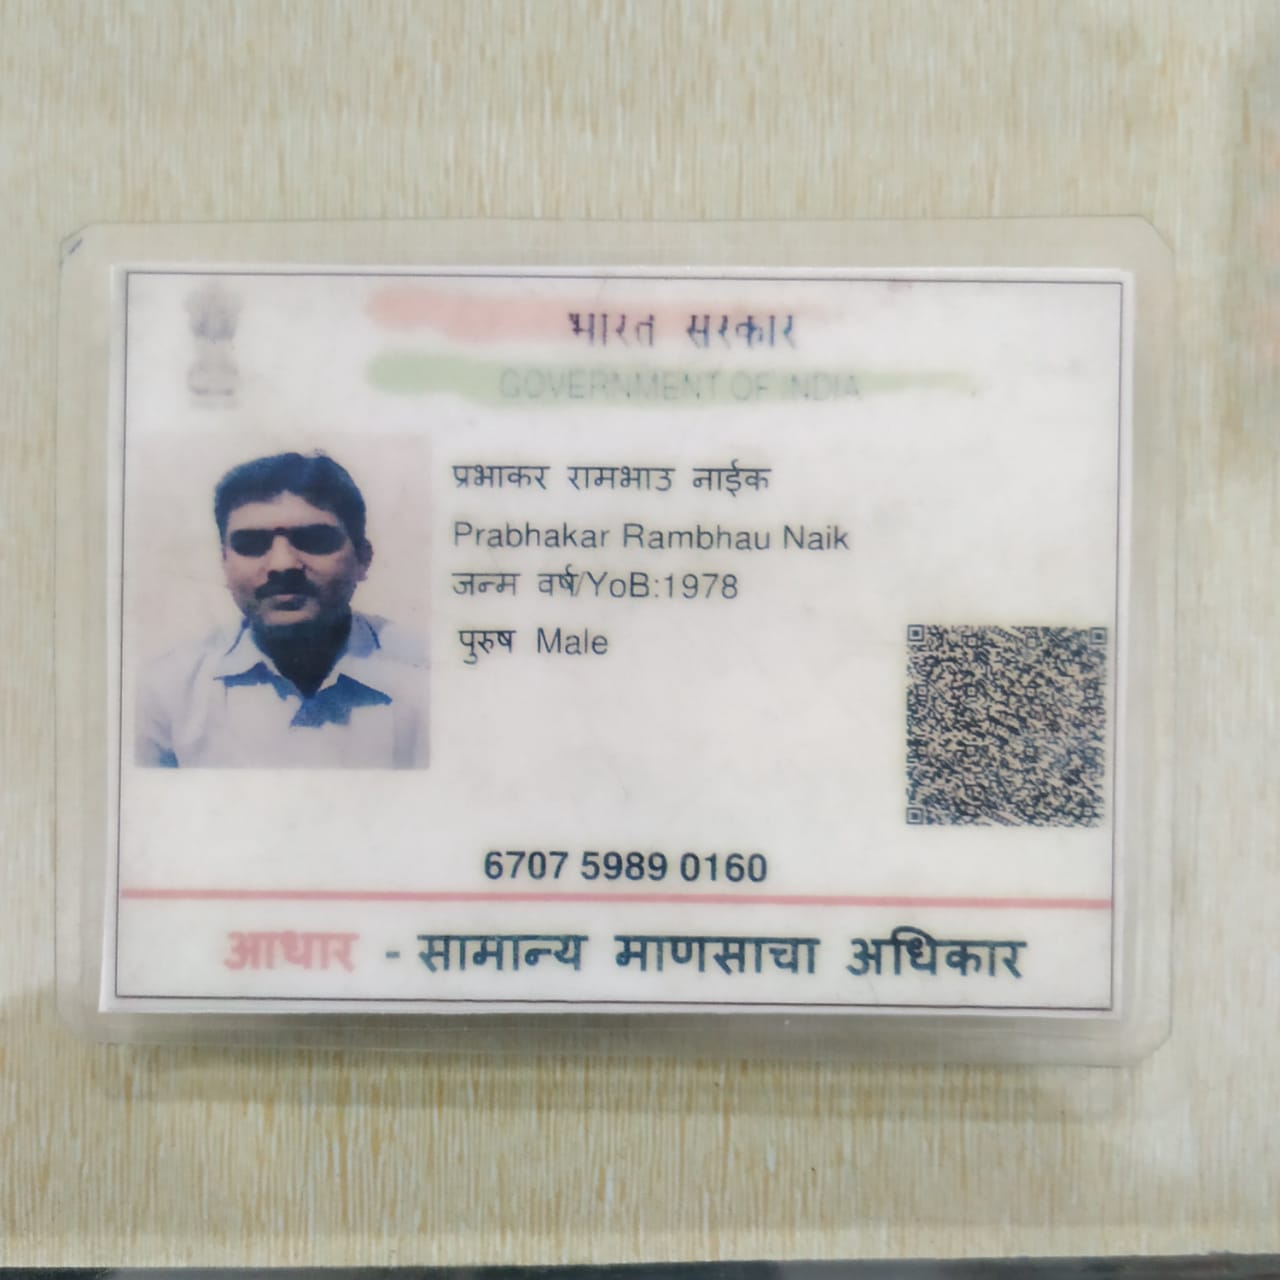 भारत सरकार
GOVERNMENT OF INDIA
प्रभाकर रामभाउ नाईक
Prabhakar Rambhau Naik
जन्म वर्ष/YoB:1978
पुरुष Male
6707 5989 0160
आधार - सामान्य माणसाचा अधिकार